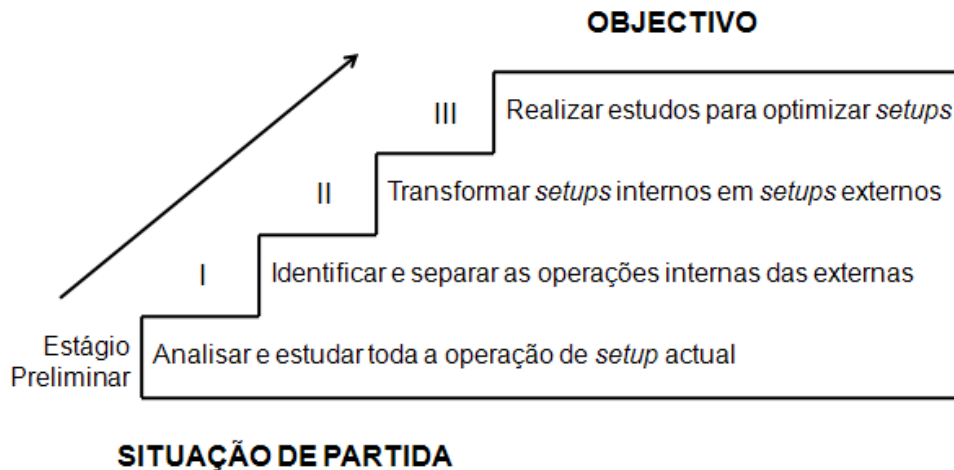 OBJECTIVO
III
Realizar estudos para optimizar setups
II
Transformar setups internos em setups externos
I
Identificar e separar as operações internas das externas
Estágio
Preliminar
Analisar e estudar toda a operação de setup actual
SITUAÇÃO DE PARTIDA